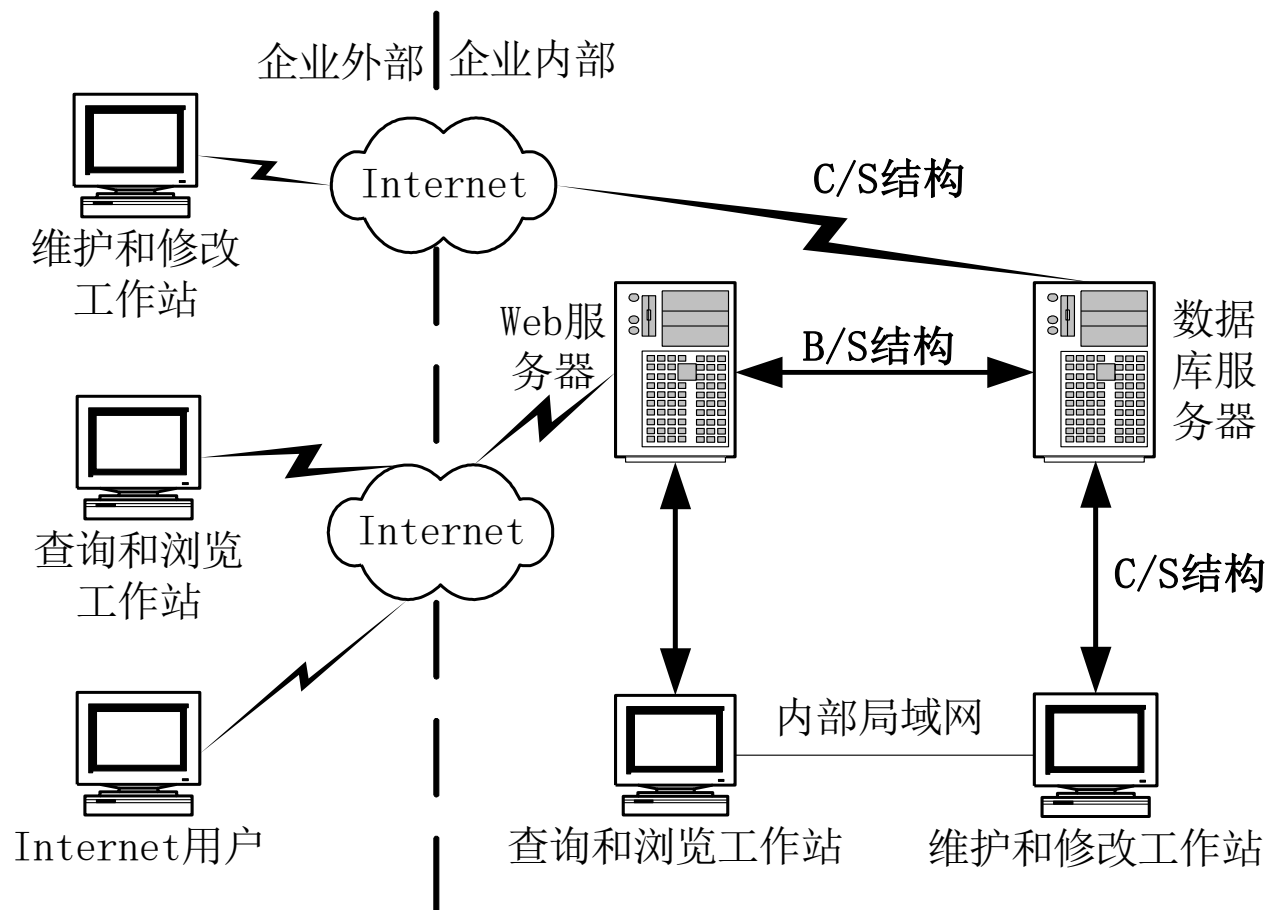 企业外部
企业内部
Internet
C/S结构
维护和修改
工作站
Web服
务器
B/S结构
数据
库服
务器
Internet
查询和浏览
工作站
C/S结构
内部局域网
Internet用户
查询和浏览工作站
维护和修改工作站